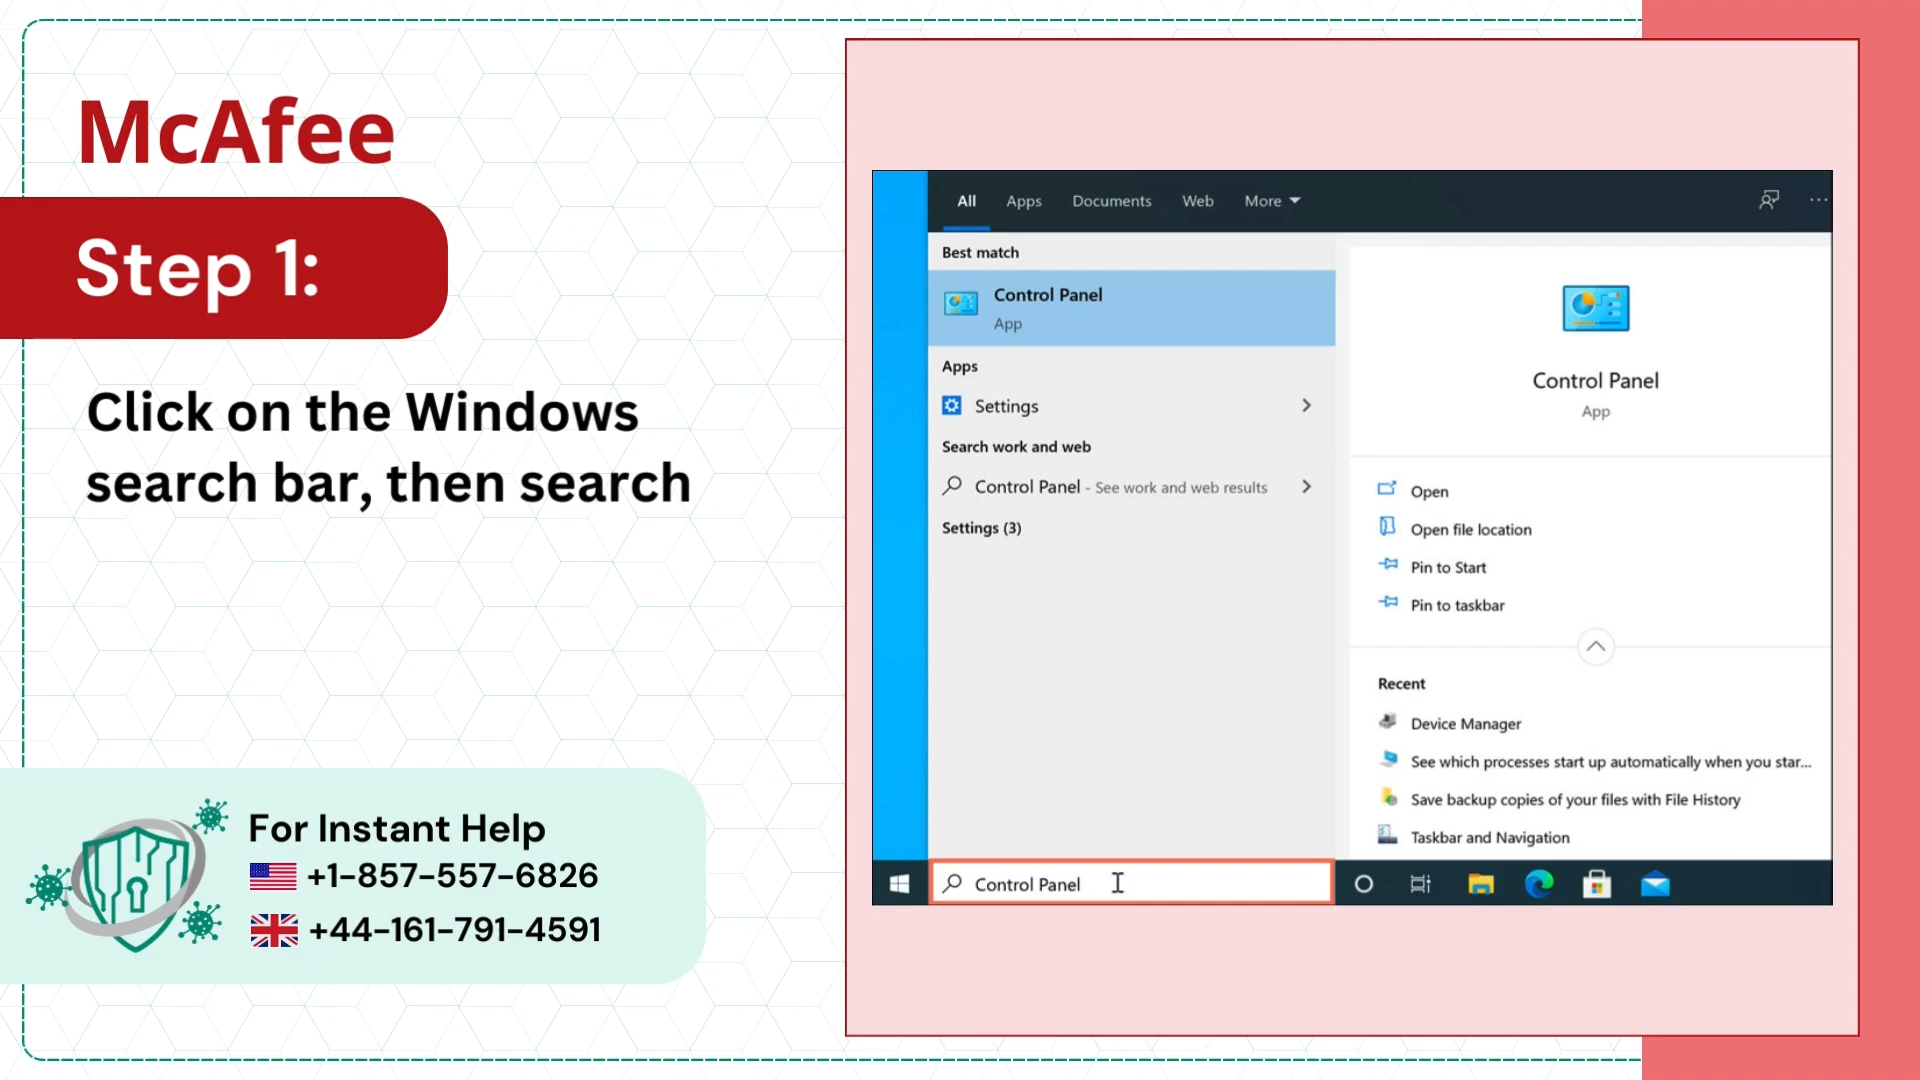 McAfee
Step 1:
Click on the Windows
search bar, then search
For Instant Help
+1-857-557-6826
+44-161-791-4591
All Apps Documents Web More
Best match
Control Panel
App
Apps
Settings
Search work and web
Control Panel - See work and web results
Settings (3)
Control Panel
App
Open
Open file location
Pin to Start
Pin to taskbar
Recent
Device Manager
See which processes start up automatically when you star...
Save backup copies of your files with File History
Taskbar and Navigation
Control Panel